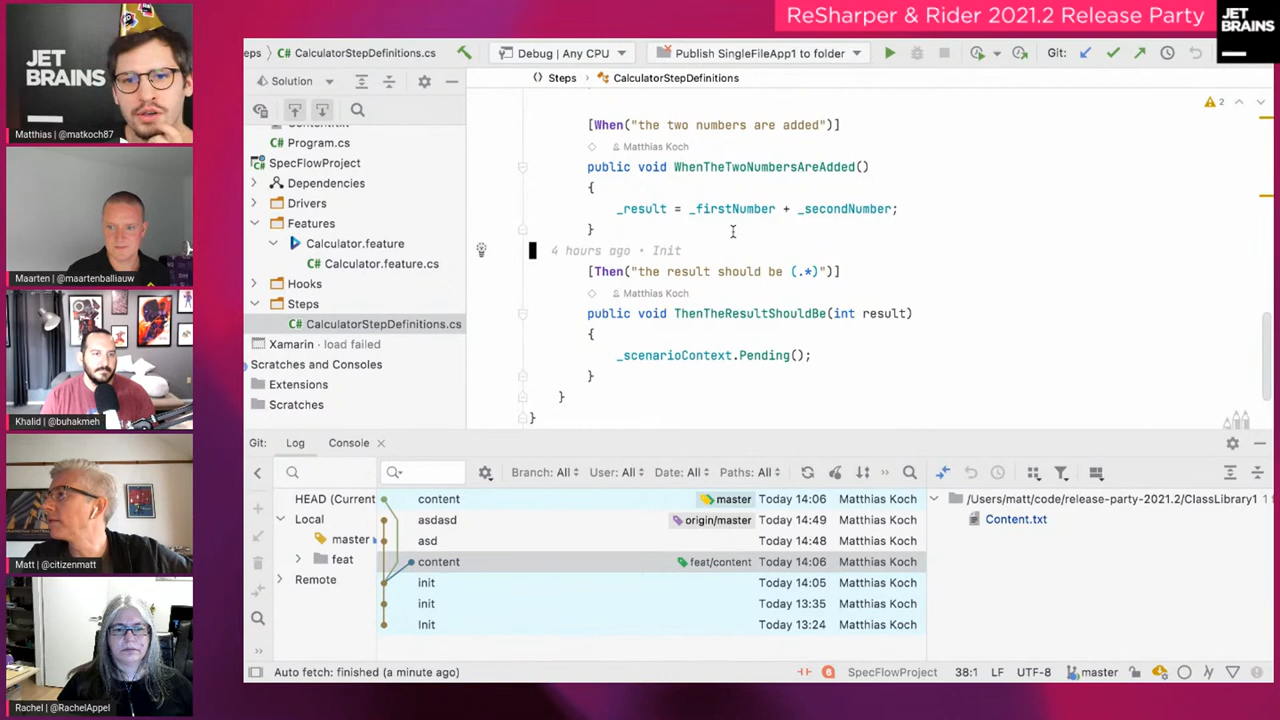 ReSharper & Rider 2021.2 Release Party
JET
BRAINS
JET
BRAINS
Matthias | @matkoch87
Maarten | @maartenballiauw
Khalid | @buhakmeh
Matt | @citizenmatt
Rachel | @RachelAppel
eps › CalculatorStepDefinitions.cs
Debug | Any CPU
Publish SingleFileApp1 to folder
Git:
Solution
Steps › CalculatorStepDefinitions
Program.cs
SpecFlowProject
Dependencies
Drivers
Features
Calculator.feature
Calculator.feature.cs
Hooks
Steps
CalculatorStepDefinitions.cs
Xamarin · load failed
Scratches and Consoles
Extensions
Scratches
2
[When("the two numbers are added")]
Matthias Koch
public void WhenTheTwoNumbersAreAdded()
{
_result = _firstNumber + _secondNumber;
}
4 hours ago · Init
[Then("the result should be (.*)")]
Matthias Koch
public void ThenTheResultShouldBe(int result)
{
_scenarioContext.Pending();
}
}
}
Git: Log Console
Branch: All User: All Date: All Paths: All
HEAD (Current
Local
master
feat
Remote
content master Today 14:06 Matthias Koch
asdasd origin/master Today 14:49 Matthias Koch
asd Today 14:48 Matthias Koch
content feat/content Today 14:06 Matthias Koch
init Today 14:05 Matthias Koch
init Today 13:35 Matthias Koch
Init Today 13:24 Matthias Koch
/Users/matt/code/release-party-2021.2/ClassLibrary1 1
Content.txt
Auto fetch: finished (a minute ago)
SpecFlowProject 38:1 LF UTF-8 master